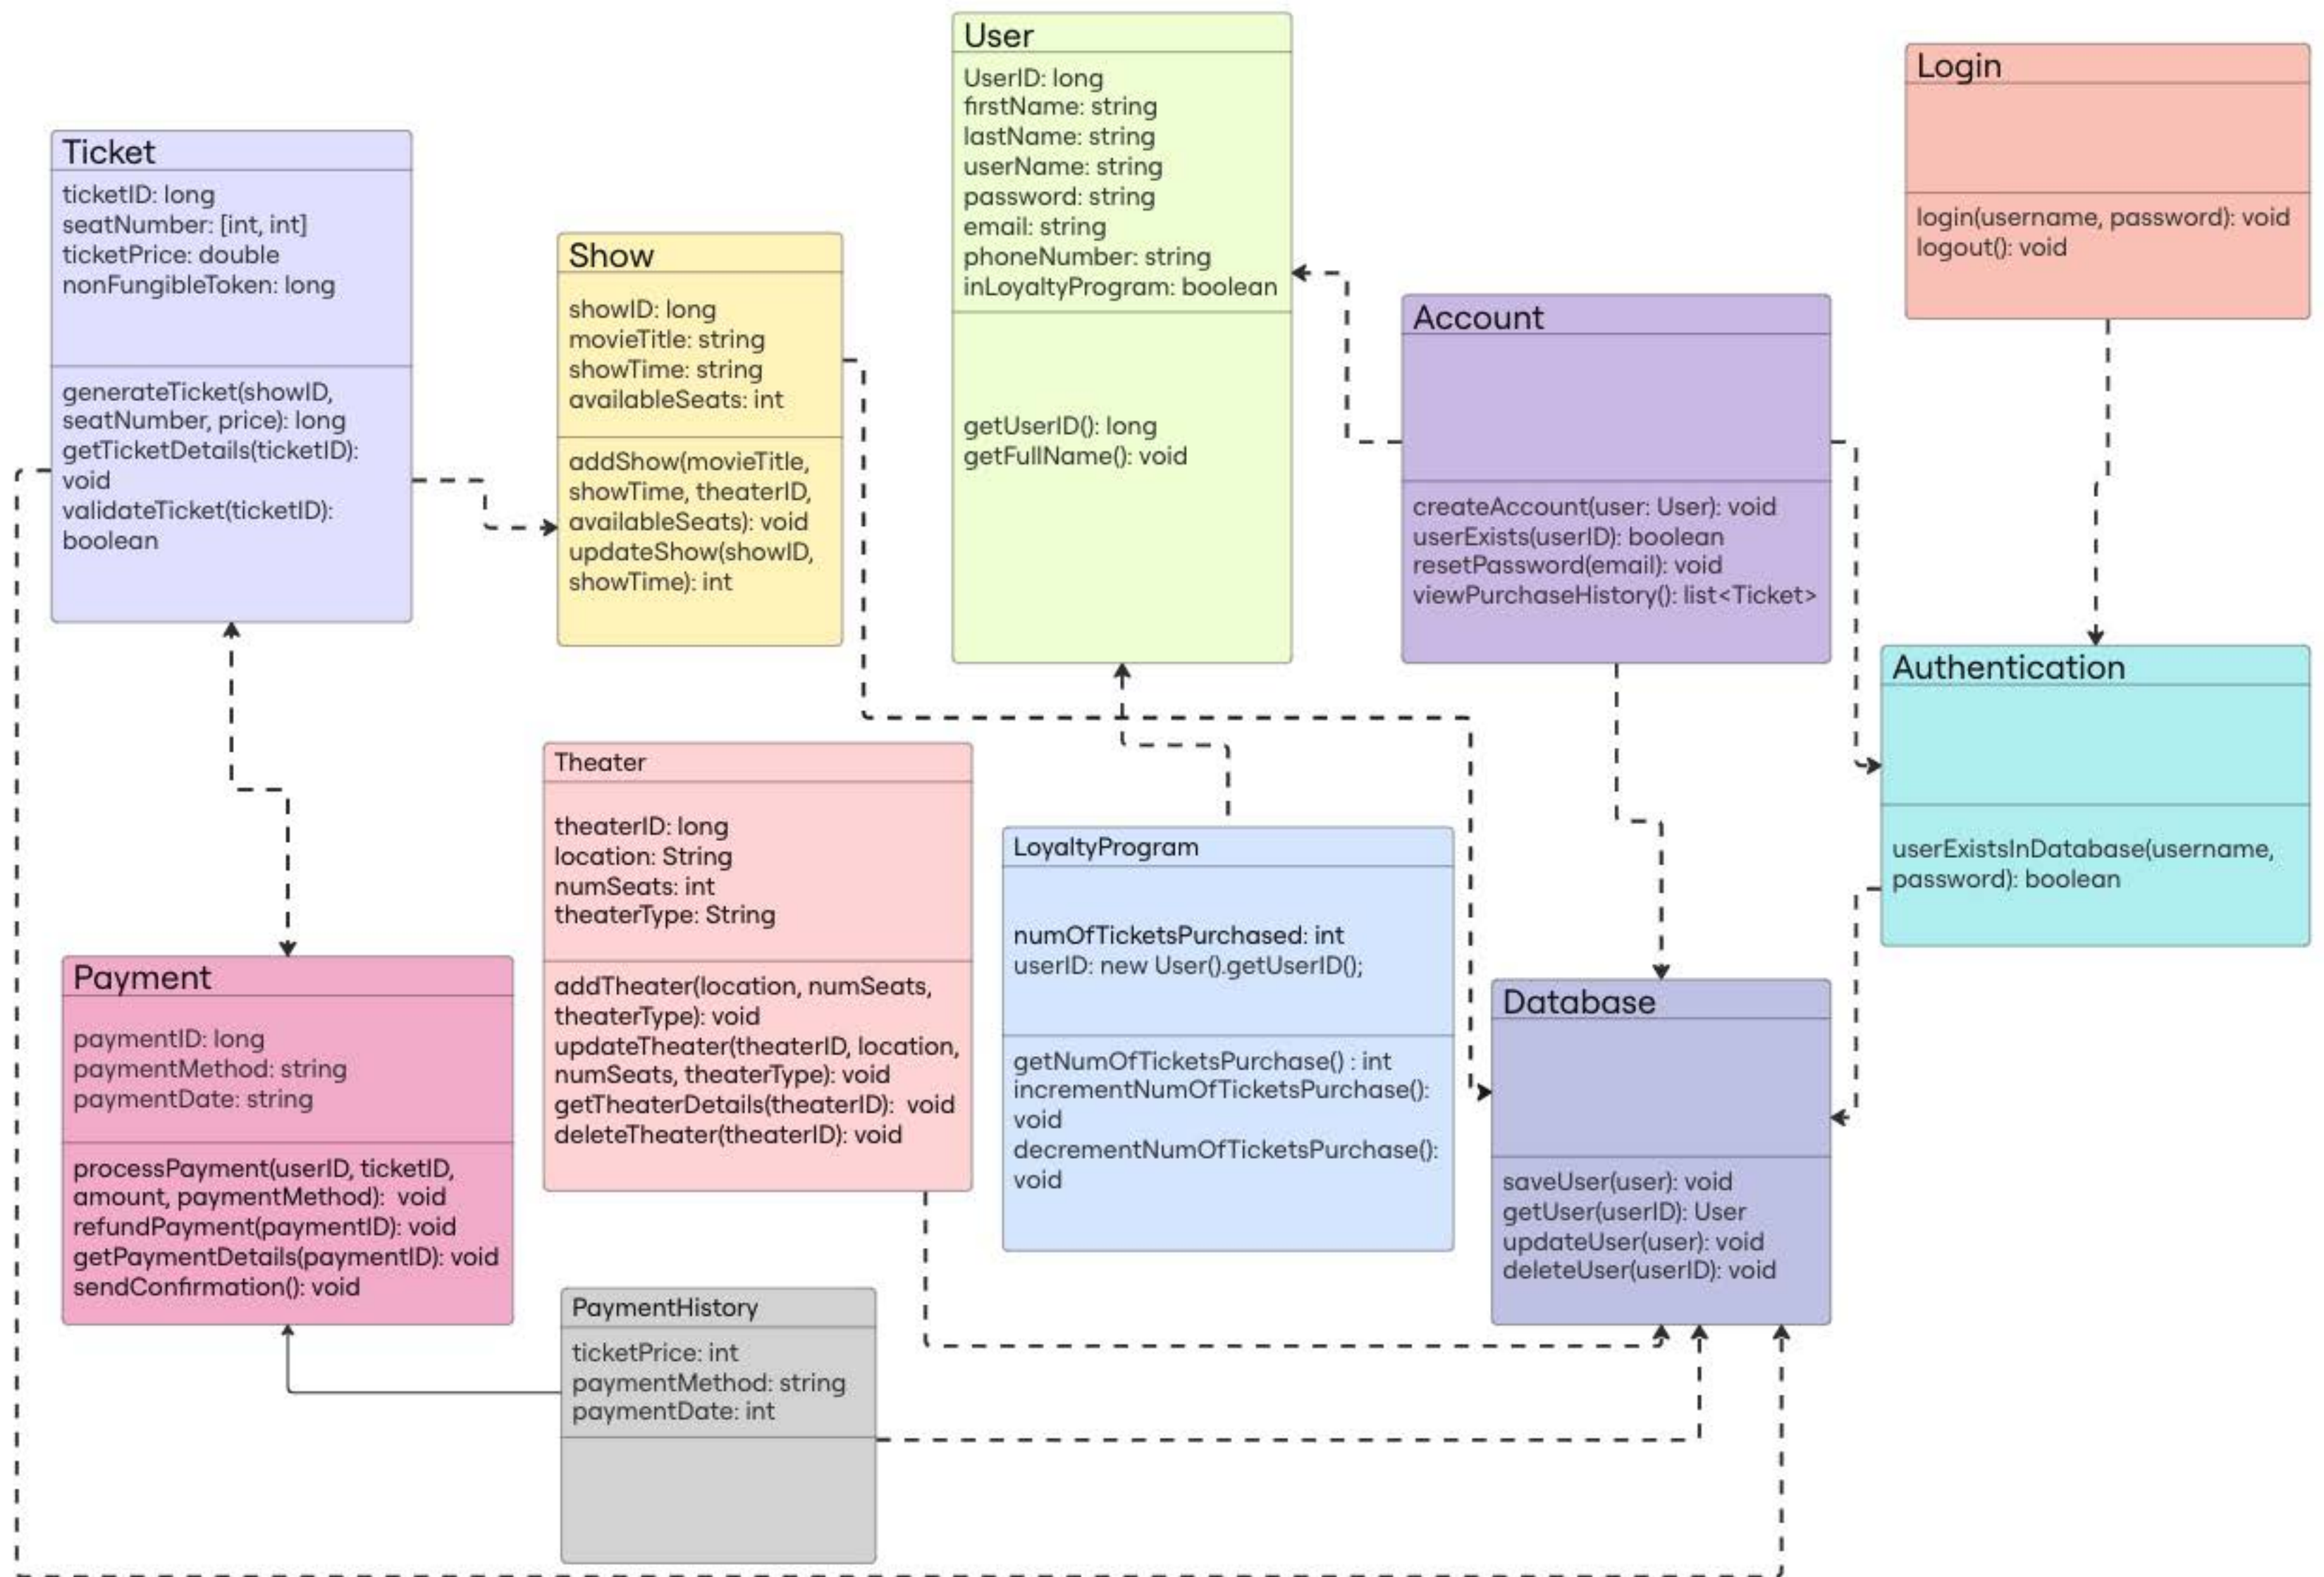 User
UserID: long
firstName: string
lastName: string
userName: string
password: string
email: string
phoneNumber: string
inLoyaltyProgram: boolean
getUserID(): long
getFullName(): void
Login
login(username, password): void
logout(): void
Ticket
ticketID: long
seatNumber: [int, int]
ticketPrice: double
nonFungibleToken: long
generateTicket(showID,
seatNumber, price): long
getTicketDetails(ticketID):
void
validateTicket(ticketID):
boolean
Show
showID: long
movieTitle: string
showTime: string
availableSeats: int
addShow(movieTitle,
showTime, theaterID,
availableSeats): void
updateShow(showID,
showTime): int
Account
createAccount(user: User): void
userExists(userID): boolean
resetPassword(email): void
viewPurchaseHistory(): list<Ticket>
Authentication
userExistsInDatabase(username,
password): boolean
Theater
theaterID: long
location: String
numSeats: int
theaterType: String
addTheater(location, numSeats,
theaterType): void
updateTheater(theaterID, location,
numSeats, theaterType): void
getTheaterDetails(theaterID):  void
deleteTheater(theaterID): void
LoyaltyProgram
numOfTicketsPurchased: int
userID: new User().getUserID();
getNumOfTicketsPurchase() : int
incrementNumOfTicketsPurchase():
void
decrementNumOfTicketsPurchase():
void
Payment
paymentID: long
paymentMethod: string
paymentDate: string
processPayment(userID, ticketID,
amount, paymentMethod):  void
refundPayment(paymentID): void
getPaymentDetails(paymentID): void
sendConfirmation(): void
Database
saveUser(user): void
getUser(userID): User
updateUser(user): void
deleteUser(userID): void
PaymentHistory
ticketPrice: int
paymentMethod: string
paymentDate: int